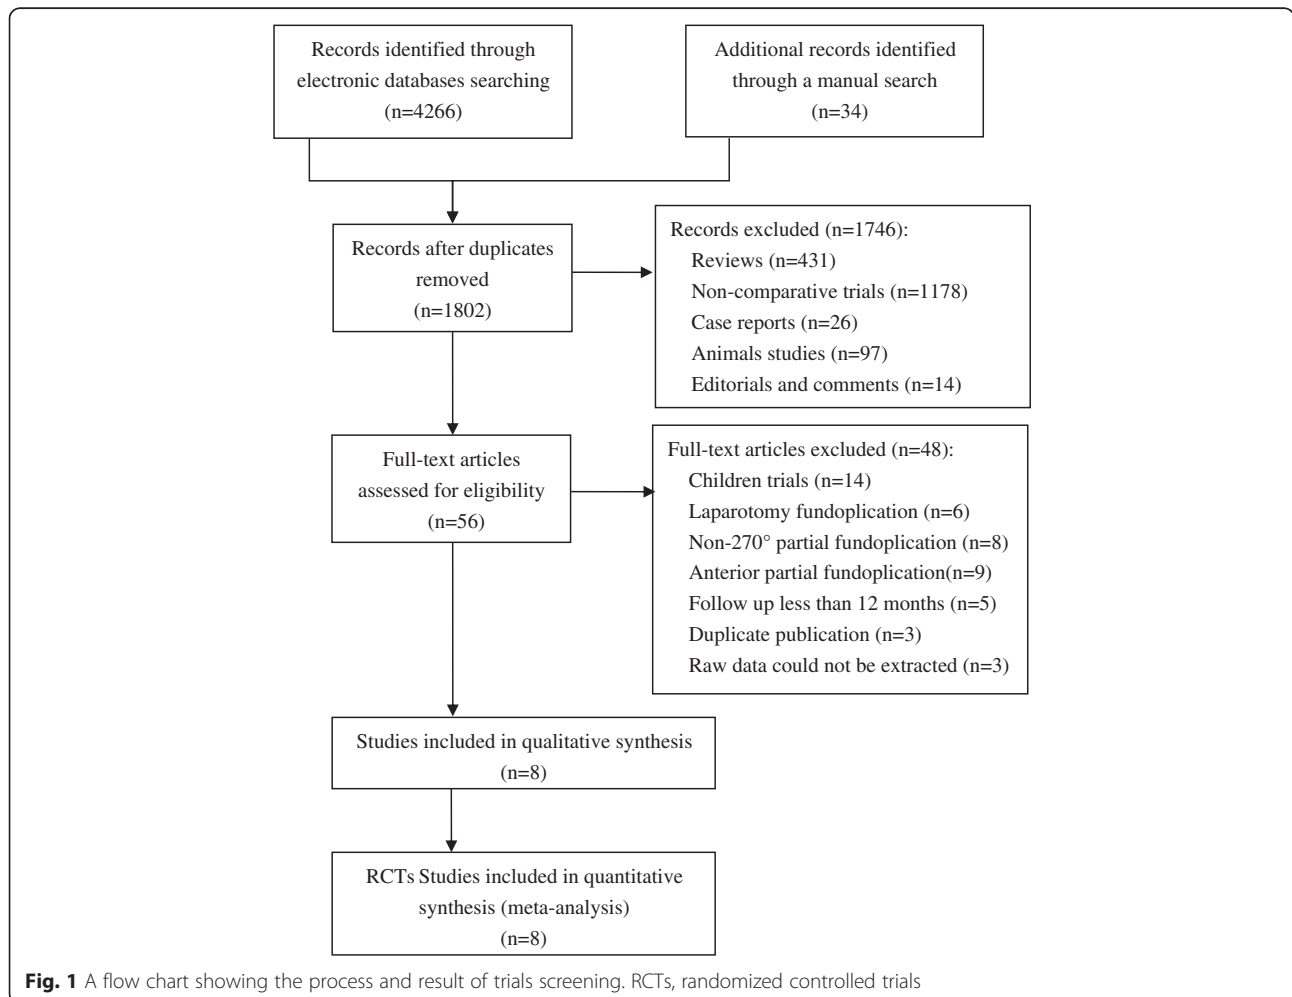 Records identified through
electronic databases searching
(n=4266)
Additional records identified
through a manual search
(n=34)
Records after duplicates
removed
(n=1802)
Records excluded (n=1746):
Reviews (n=431)
Non-comparative trials (n=1178)
Case reports (n=26)
Animals studies (n=97)
Editorials and comments (n=14)
Full-text articles
assessed for eligibility
(n=56)
Full-text articles excluded (n=48):
Children trials (n=14)
Laparotomy fundoplication (n=6)
Non-270° partial fundoplication (n=8)
Anterior partial fundoplication(n=9)
Follow up less than 12 months (n=5)
Duplicate publication (n=3)
Raw data could not be extracted (n=3)
Studies included in qualitative synthesis
(n=8)
RCTs Studies included in quantitative
synthesis (meta-analysis)
(n=8)
Fig. 1 A flow chart showing the process and result of trials screening. RCTs, randomized controlled trials